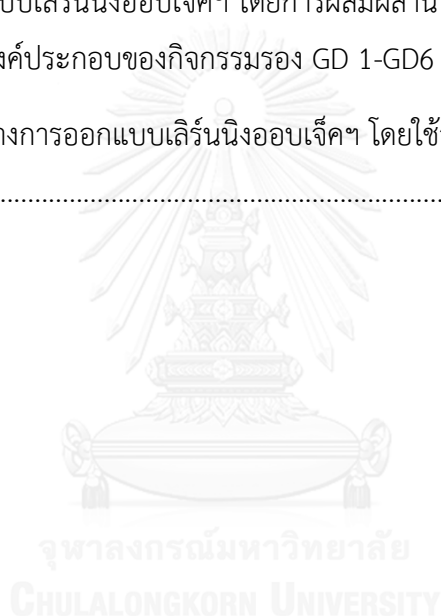 บบเลิร์นนิงออบเจ็คฯ โดยการผสมผสาน
งค์ประกอบของกิจกรรมรอง GD 1-GD6
างการออกแบบเลิร์นนิงออบเจ็คฯ โดยใช้
................................................................................
จุฬาลงกรณ์มหาวิทยาลัย
CHULALONGKORN UNIVERSITY